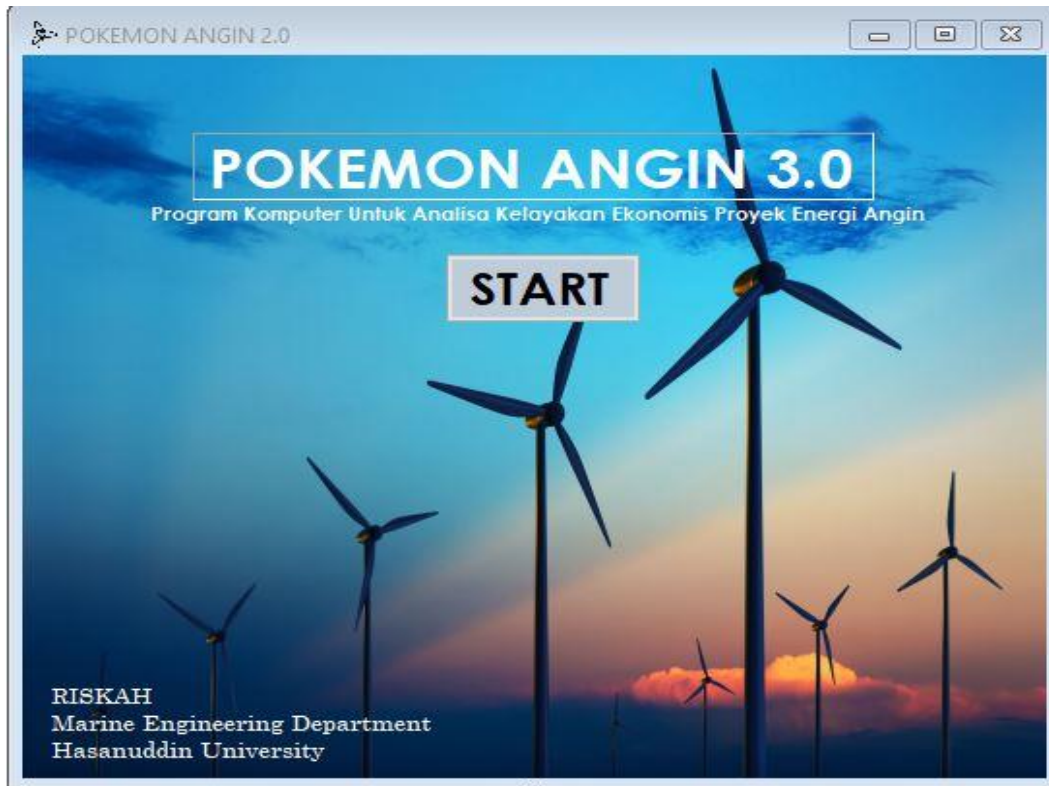 POKEMON ANGIN 2.0
POKEMON ANGIN 3.0
Program Komputer Untuk Analisa Kelayakan Ekonomis Proyek Energi Angin
START
RISKAH
Marine Engineering Department
Hasanuddin University